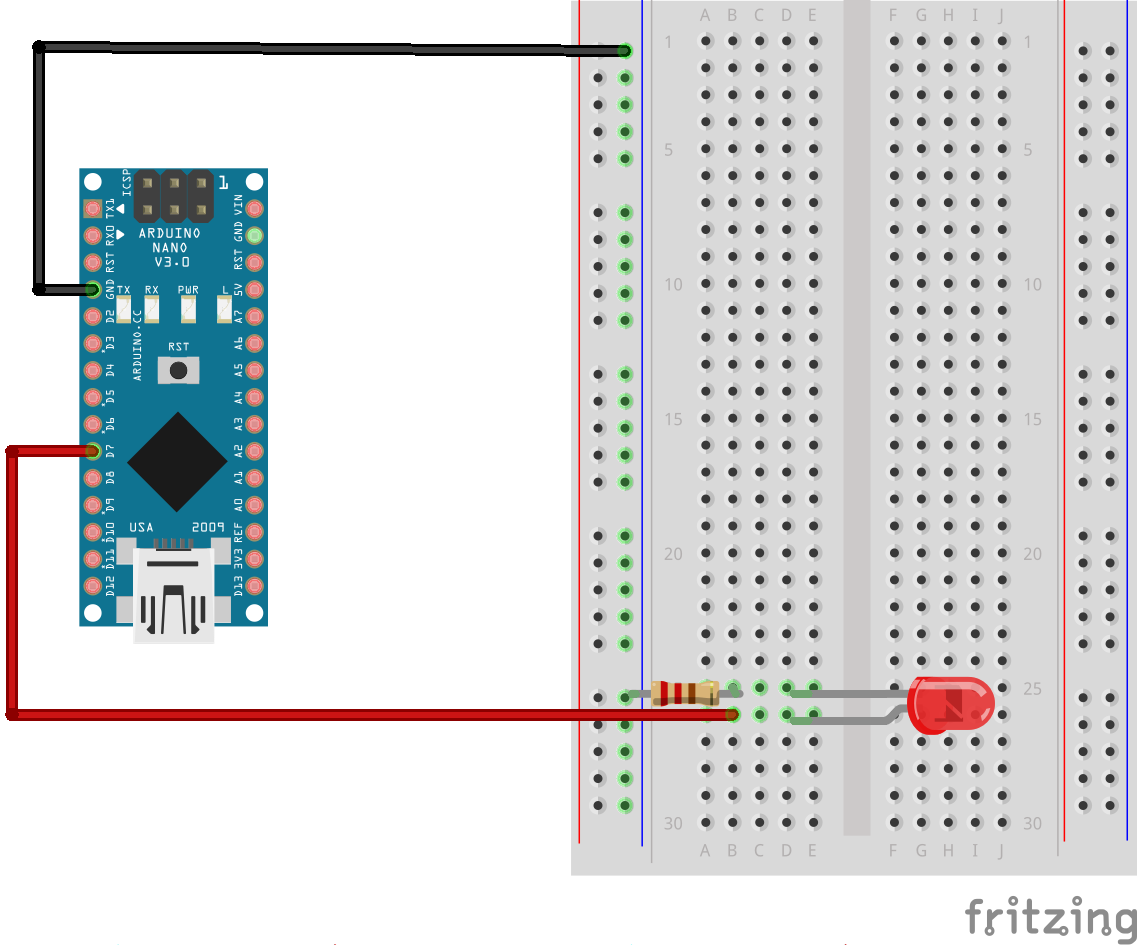 A B C D E F G H I J
1 1
5 5
10 10
15 15
20 20
25 25
30 30
A B C D E F G H I J
ICSP
1
TX1
RX0
RST
GND
D2
D3
D4
D5
D6
D7
D8
D9
D10
D11
D12
VIN
GND
RST
5V
A7
A6
A5
A4
A3
A2
A1
A0
REF
3V3
D13
ARDUINO
NANO
V3.0
TX RX PWR L
ARDUINO.CC
RST
USA 2009
fritzing